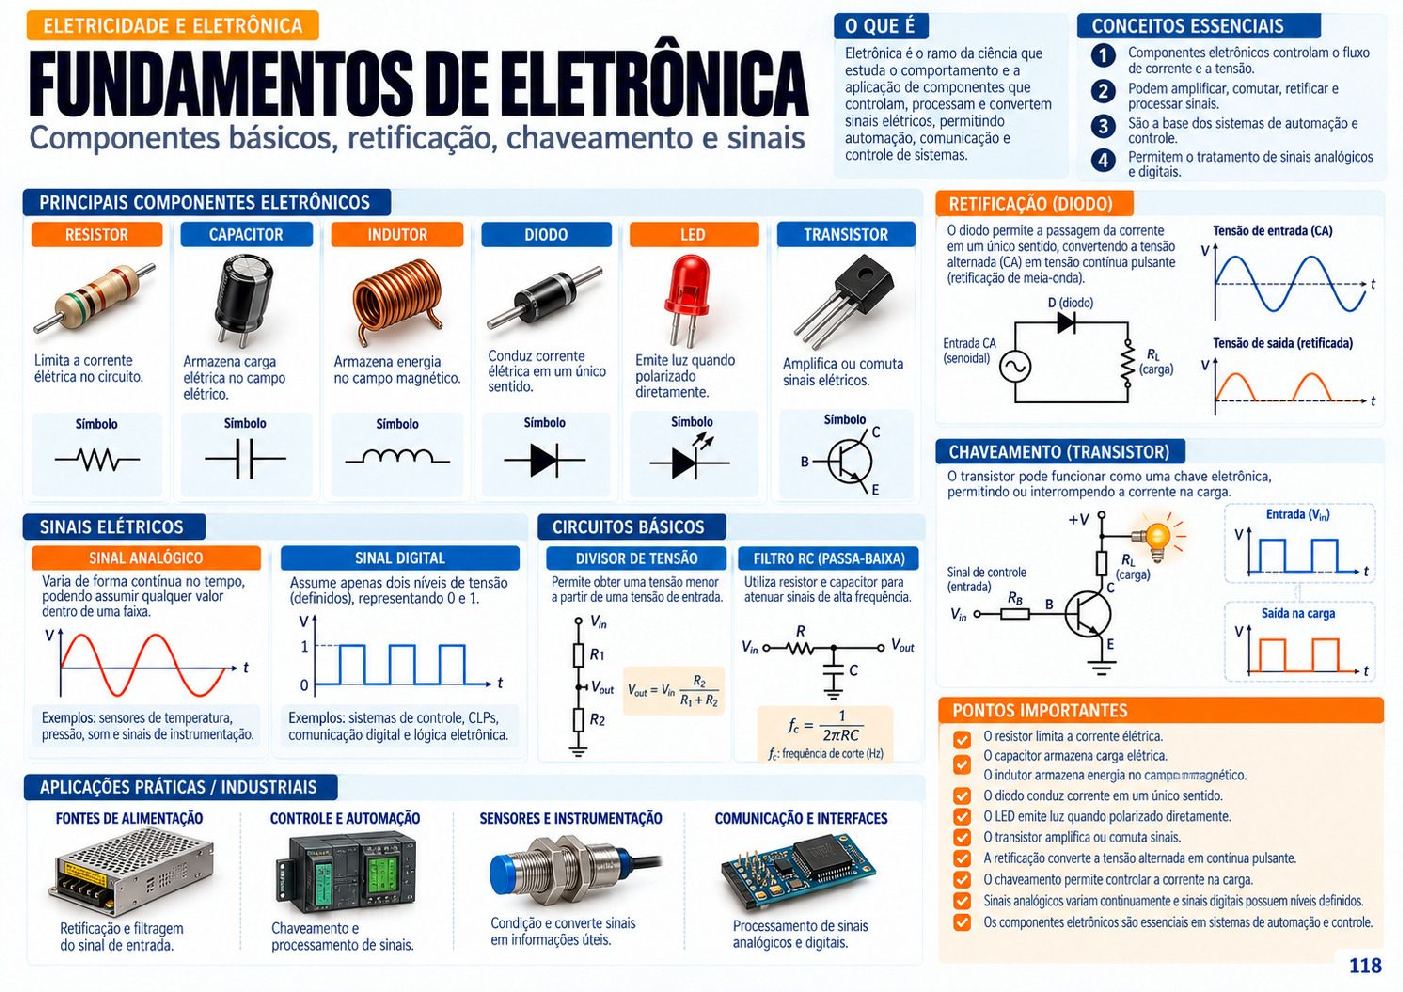 ELETRICIDADE E ELETRÔNICA
FUNDAMENTOS DE ELETRÔNICA
Componentes básicos, retificação, chaveamento e sinais
O QUE É
Eletrônica é o ramo da ciência que
estuda o comportamento e a
aplicação de componentes que
controlam, processam e convertem
sinais elétricos, permitindo
automação, comunicação e
controle de sistemas.
CONCEITOS ESSENCIAIS
1 Componentes eletrônicos controlam o fluxo
de corrente e a tensão.
2 Podem amplificar, comutar, retificar e
processar sinais.
3 São a base dos sistemas de automação e
controle.
4 Permitem o tratamento de sinais analógicos
e digitais.
PRINCIPAIS COMPONENTES ELETRÔNICOS
RESISTOR
Limita a corrente
elétrica no circuito.
Símbolo
CAPACITOR
Armazena carga
elétrica no campo
elétrico.
Símbolo
INDUTOR
Armazena energia
no campo magnético.
Símbolo
DIODO
Conduz corrente
élétrica em um único
sentido.
Símbolo
LED
Emite luz quando
polarizado
diretamente.
Símbolo
TRANSISTOR
Amplifica ou comuta
sinais elétricos.
Símbolo
C
B
E
RETIFICAÇÃO (DIODO)
O diodo permite a passagem da corrente
em um único sentido, convertendo a tensão
alternada (CA) em tensão contínua pulsante
(retificação de meia-onda).
D (diodo)
Entrada CA
(senoidal)
RL
(carga)
Tensão de entrada (CA)
V
t
Tensão de saída (retificada)
V
t
CHAVEAMENTO (TRANSISTOR)
O transistor pode funcionar como uma chave eletrônica,
permitindo ou interrompendo a corrente na carga.
+V
RL
(carga)
Sinal de controle
(entrada)
Vin
RB
B
C
E
Entrada (Vin)
V
t
Saída na carga
V
t
SINAIS ELÉTRICOS
SINAL ANALÓGICO
Varia de forma contínua no tempo,
podendo assumir qualquer valor
dentro de uma faixa.
V
t
Exemplos: sensores de temperatura,
pressão, som e sinais de instrumentação.
SINAL DIGITAL
Assume apenas dois níveis de tensão
(definidos), representando 0 e 1.
V
1
0
t
Exemplos: sistemas de controle, CLPs,
comunicação digital e lógica eletrônica.
CIRCUITOS BÁSICOS
DIVISOR DE TENSÃO
Permite obter uma tensão menor
a partir de uma tensão de entrada.
Vin
R1
Vout
R2
Vout = Vin R2 / (R1 + R2)
FILTRO RC (PASSA-BAIXA)
Utiliza resistor e capacitor para
atenuar sinais de alta frequência.
R
Vin
Vout
C
fc = 1 / 2πRC
fc: frequência de corte (Hz)
APLICAÇÕES PRÁTICAS / INDUSTRIAIS
FONTES DE ALIMENTAÇÃO
Retificação e filtragem
do sinal de entrada.
CONTROLE E AUTOMAÇÃO
Chaveamento e
processamento de sinais.
SENSORES E INSTRUMENTAÇÃO
Condição e converte sinais
em informações úteis.
COMUNICAÇÃO E INTERFACES
Processamento de sinais
analógicos e digitais.
PONTOS IMPORTANTES
O resistor limita a corrente élétrica.
O capacitor armazena carga elétrica.
O indutor armazena energia no
O diodo conduz corrente em um único sentido.
O LED emite luz quando polarizado diretamente.
O transistor amplifica ou comuta sinais.
A retificação converte a tensão alternada em contínua pulsante.
O chaveamento permite controlar a corrente na carga.
Sinais analógicos variam continuamente e sinais digitais possuem níveis definidos.
Os componentes eletrônicos são essenciais em sistemas de automação e controle.
118